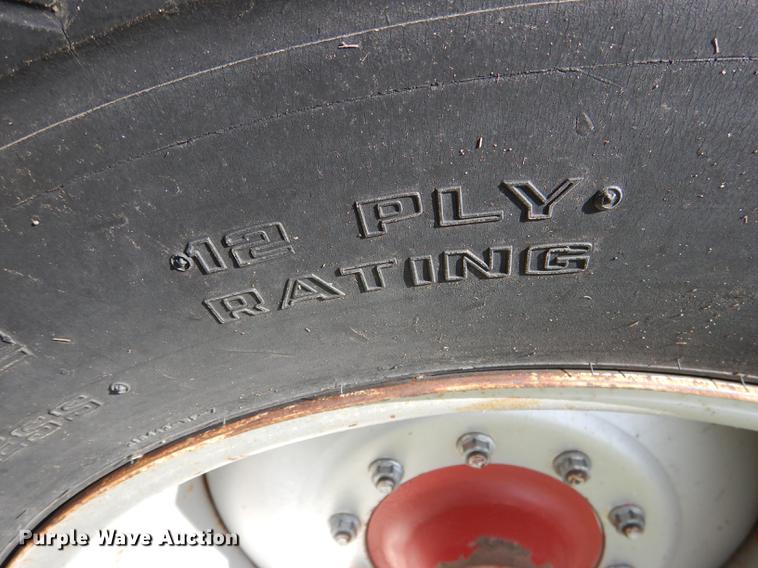 12 PLY
RATING
Purple Wave Auction